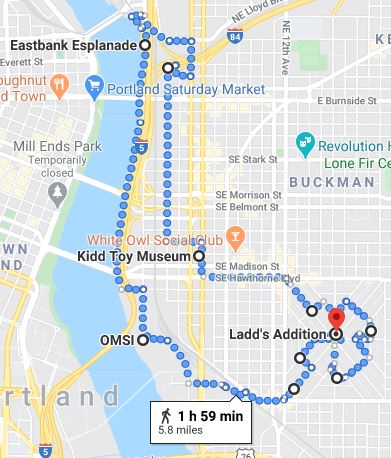 NE Lloyd Blv
Eastbank Esplanade
84
Everett St
NE 12th Ave
KE
oughnut
d Town
Portland Saturday Market
E Burnside St
5
Revolution H
Lone Fir Ce
Mill Ends Park
Temporarily
closed
SE Stark St
BUCKMAN
SE Morrison St
SE Belmont St
OWN
AND
White Owl Social Club
Kidd Toy Museum
SE Madison St
SE Hawthorne Blvd
Ladd's Addition
OMSI
rtland
1 h 59 min
5.8 miles
5